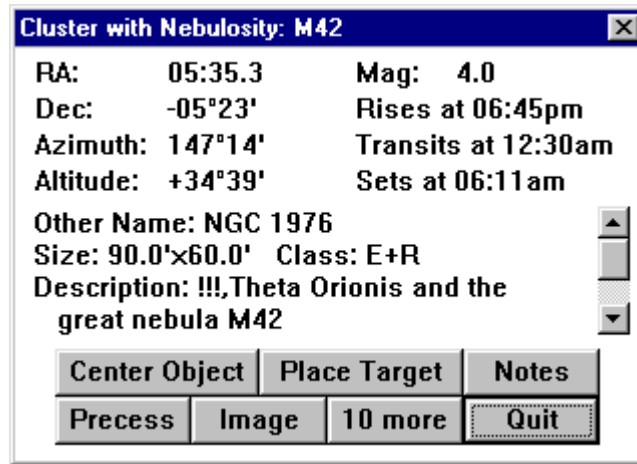 Cluster with Nebulosity: M42
RA: 05:35.3 Mag: 4.0
Dec: -05°23' Rises at 06:45pm
Azimuth: 147°14' Transits at 12:30am
Altitude: +34°39' Sets at 06:11am
Other Name: NGC 1976
Size: 90.0'×60.0' Class: E+R
Description: !!!,Theta Orionis and the
great nebula M42
Center Object Place Target Notes
Precess Image 10 more Quit